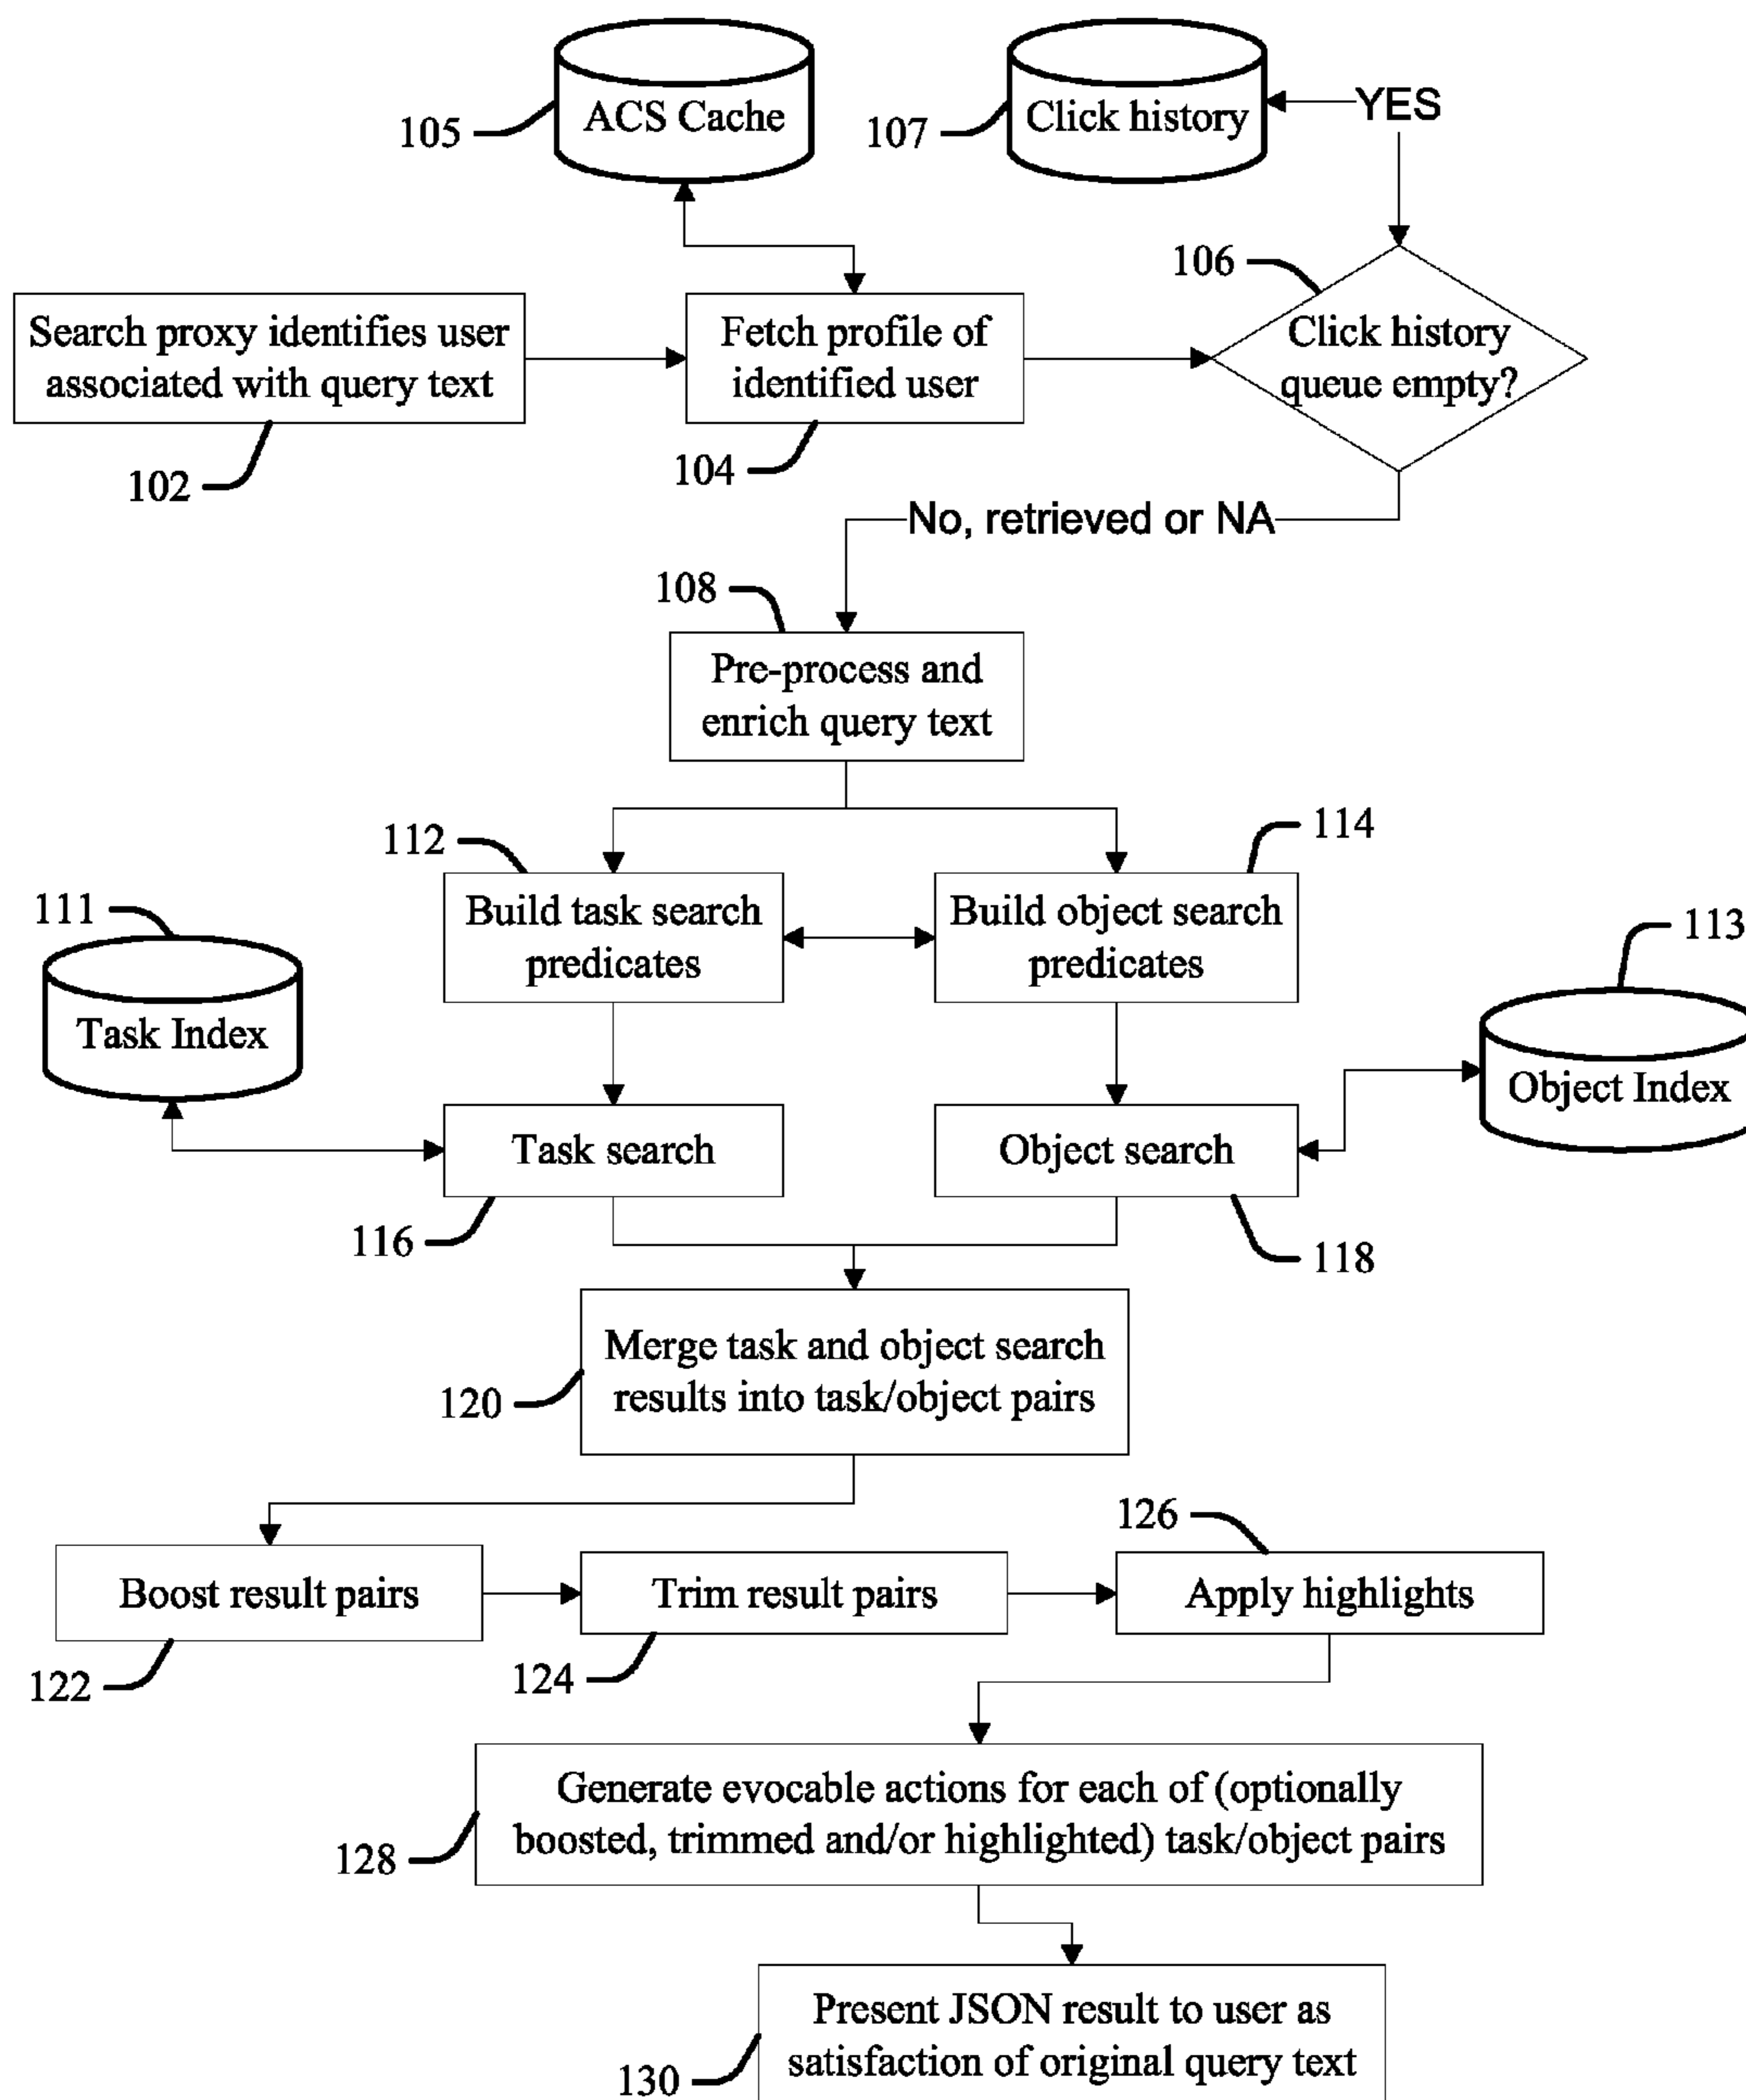 ACS Cache
105
Click history
107
YES
106
Search proxy identifies user
associated with query text
102
Fetch profile of
identified user
104
Click history
queue empty?
No, retrieved or NA
108
Pre-process and
enrich query text
112
114
Build task search
predicates
Build object search
predicates
111
Task Index
113
Object Index
Task search
116
Object search
118
Merge task and object search
results into task/object pairs
120
Boost result pairs
122
Trim result pairs
124
126
Apply highlights
Generate evocable actions for each of (optionally
boosted, trimmed and/or highlighted) task/object pairs
128
Present JSON result to user as
satisfaction of original query text
130